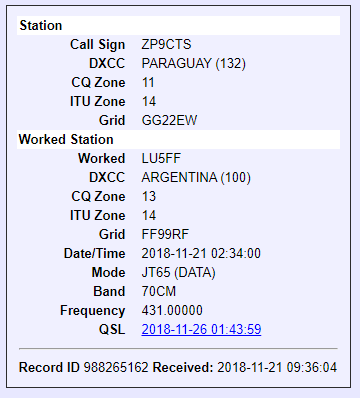 Station
Call Sign ZP9CTS
DXCC PARAGUAY (132)
CQ Zone 11
ITU Zone 14
Grid GG22EW
Worked Station
Worked LU5FF
DXCC ARGENTINA (100)
CQ Zone 13
ITU Zone 14
Grid FF99RF
Date/Time 2018-11-21 02:34:00
Mode JT65 (DATA)
Band 70CM
Frequency 431.00000
QSL 2018-11-26 01:43:59
Record ID 988265162 Received: 2018-11-21 09:36:04